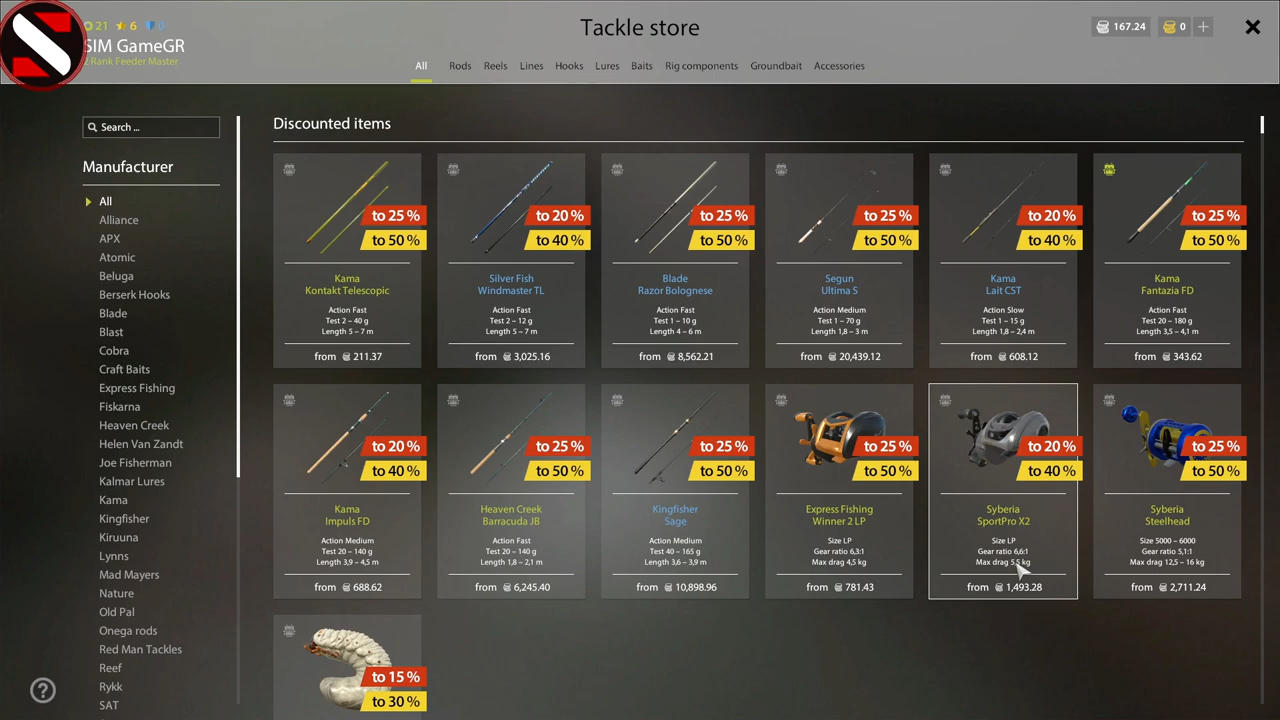 21 6 0
SIM GameGR
2 Rank Feeder Master
Tackle store
167.24 0 +
All Rods Reels Lines Hooks Lures Baits Rig components Groundbait Accessories
Search ...
Manufacturer
All
Alliance
APX
Atomic
Beluga
Berserk Hooks
Blade
Blast
Cobra
Craft Baits
Express Fishing
Fiskarna
Heaven Creek
Helen Van Zandt
Joe Fisherman
Kalmar Lures
Kama
Kingfisher
Kiruuna
Lynns
Mad Mayers
Nature
Old Pal
Onega rods
Red Man Tackles
Reef
Rykk
SAT
?
Discounted items
to 25 %
to 50 %
Kama
Kontakt Telescopic
Action Fast
Test 2 – 40 g
Length 5 – 7 m
from 211.37
to 20 %
to 40 %
Silver Fish
Windmaster TL
Action Fast
Test 2 – 12 g
Length 5 – 7 m
from 3,025.16
to 25 %
to 50 %
Blade
Razor Bolognese
Action Fast
Test 1 – 10 g
Length 4 – 6 m
from 8,562.21
to 25 %
to 50 %
Segun
Ultima S
Action Medium
Test 1 – 70 g
Length 1,8 – 3 m
from 20,439.12
to 20 %
to 40 %
Kama
Lait CST
Action Slow
Test 1 – 15 g
Length 1,8 – 2,4 m
from 608.12
to 25 %
to 50 %
Kama
Fantazia FD
Action Fast
Test 20 – 180 g
Length 3,5 – 4,1 m
from 343.62
to 20 %
to 40 %
Kama
Impuls FD
Action Medium
Test 20 – 140 g
Length 3,9 – 4,5 m
from 688.62
to 25 %
to 50 %
Heaven Creek
Barracuda JB
Action Fast
Test 20 – 140 g
Length 1,8 – 2,1 m
from 6,245.40
to 25 %
to 50 %
Kingfisher
Sage
Action Medium
Test 40 – 165 g
Length 3,6 – 3,9 m
from 10,898.96
to 25 %
to 50 %
Express Fishing
Winner 2 LP
Size LP
Gear ratio 6,3:1
Max drag 4,5 kg
from 781.43
to 20 %
to 40 %
Syberia
SportPro X2
Size LP
Gear ratio 6,6:1
Max drag 5,5 kg
from 1,493.28
to 25 %
to 50 %
Syberia
Steelhead
Size 5000 – 6000
Gear ratio 5,1:1
Max drag 12,5 – 16 kg
from 2,711.24
to 15 %
to 30 %